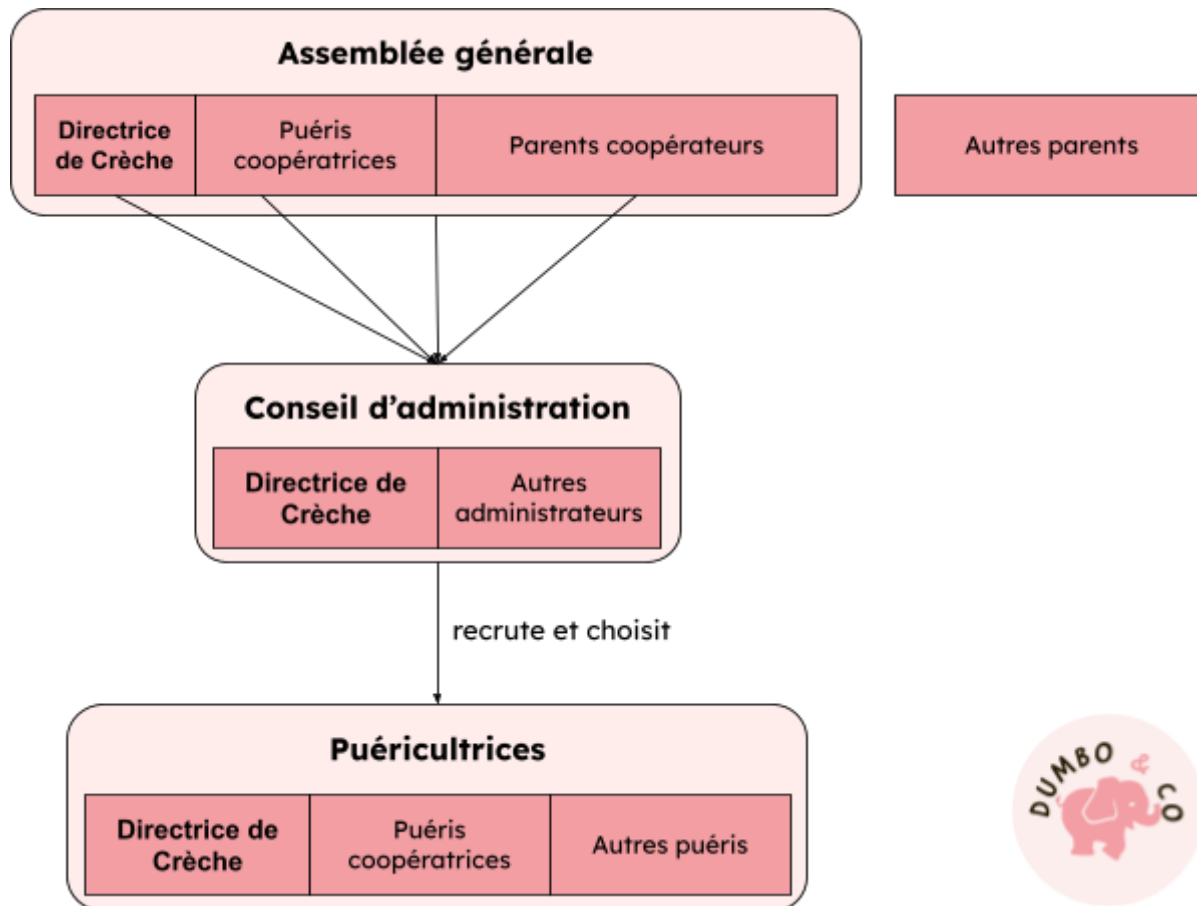 Assemblée générale
Directrice
de Crèche
Puéris
coopératrices
Parents coopérateurs
Autres parents
Conseil d’administration
Directrice de
Crèche
Autres
administrateurs
recrute et choisit
Puéricultrices
Directrice de
Crèche
Puéris
coopératrices
Autres puéris
DUMBO & CO